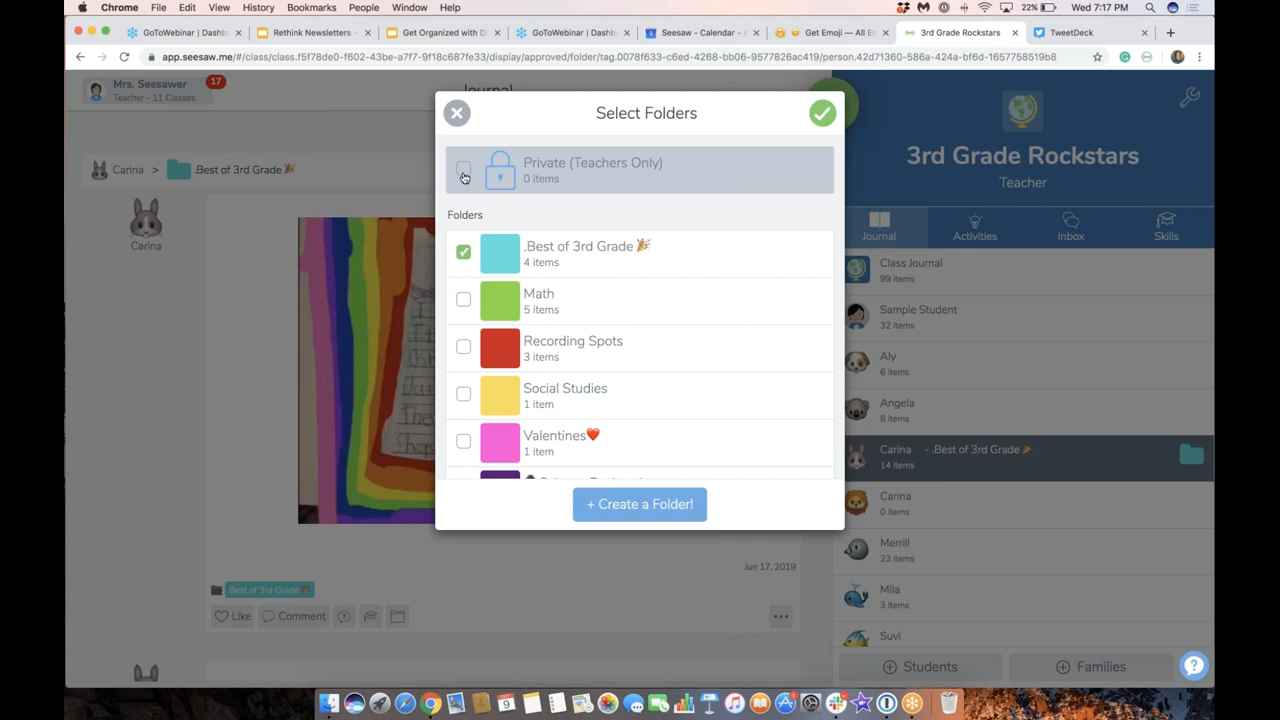 Chrome File Edit View History Bookmarks People Window Help 22% Wed 7:17 PM
GoToWebinar | Dashb Rethink Newsletters - Get Organized with D GoToWebinar | Dashb Seesaw - Calendar - Get Emoji — All E 3rd Grade Rockstars TweetDeck
app.seesaw.me/#/class/class.f5f78de0-f602-43be-a7f7-9f18c687fe33/display/approved/folder/tag.0078f633-c6ed-4268-bb06-9577826ac419/person.42d71360-586a-424a-bf6d-1657758519b8
Mrs. Seesawer 17
Teacher - 11 Classes
Journal
Carina > .Best of 3rd Grade 🎉
Carina
Jun 17, 2019
Best of 3rd Grade 🎉
Like Comment
Select Folders
Private (Teachers Only)
0 items
Folders
.Best of 3rd Grade 🎉
4 items
Math
5 items
Recording Spots
3 items
Social Studies
1 item
Valentines❤️
1 item
+ Create a Folder!
3rd Grade Rockstars
Teacher
Journal Activities Inbox Skills
Class Journal
99 items
Sample Student
32 items
Aly
6 items
Angela
8 items
Carina - .Best of 3rd Grade 🎉
14 items
Carina
0 items
Merrill
23 items
Mila
3 items
Suvi
Students Families